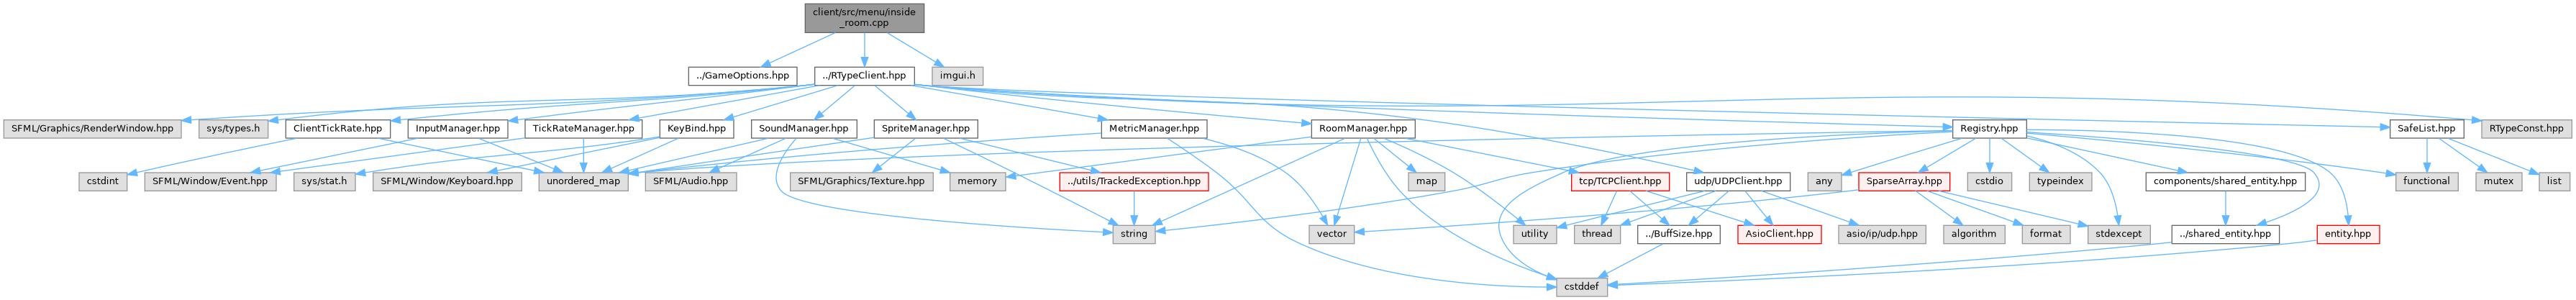 client/src/menu/inside
_room.cpp
../GameOptions.hpp
../RTypeClient.hpp
imgui.h
SFML/Graphics/RenderWindow.hpp
sys/types.h
ClientTickRate.hpp
InputManager.hpp
TickRateManager.hpp
KeyBind.hpp
SoundManager.hpp
SpriteManager.hpp
MetricManager.hpp
RoomManager.hpp
Registry.hpp
SafeList.hpp
RTypeConst.hpp
cstdint
SFML/Window/Event.hpp
sys/stat.h
SFML/Window/Keyboard.hpp
unordered_map
SFML/Audio.hpp
SFML/Graphics/Texture.hpp
memory
../utils/TrackedException.hpp
map
tcp/TCPClient.hpp
udp/UDPClient.hpp
any
SparseArray.hpp
cstdio
typeindex
components/shared_entity.hpp
functional
mutex
list
string
vector
utility
thread
../BuffSize.hpp
AsioClient.hpp
asio/ip/udp.hpp
algorithm
format
stdexcept
../shared_entity.hpp
entity.hpp
cstddef